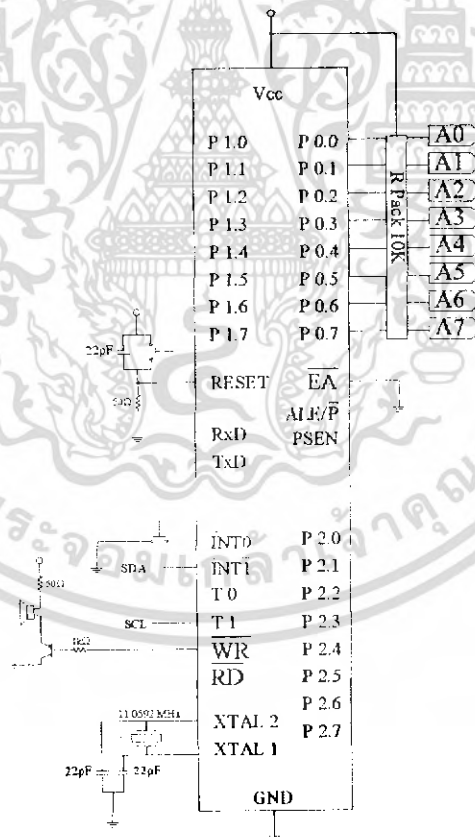 Vcc
P 1.0 P 0.0 A0
P 1.1 P 0.1 A1
P 1.2 P 0.2 A2
P 1.3 P 0.3 A3
P 1.4 P 0.4 A4
P 1.5 P 0.5 A5
P 1.6 P 0.6 A6
P 1.7 P 0.7 A7
R Pack 10K
22pF
RESET EA
ALE/P
RxD PSEN
TxD
INT0 P 2.0
SDA INT1 P 2.1
T 0 P 2.2
SCL T 1 P 2.3
1kΩ WR P 2.4
RD P 2.5
P 2.6
11.0592 MHz XTAL 2 P 2.7
XTAL 1
22pF 22pF
GND